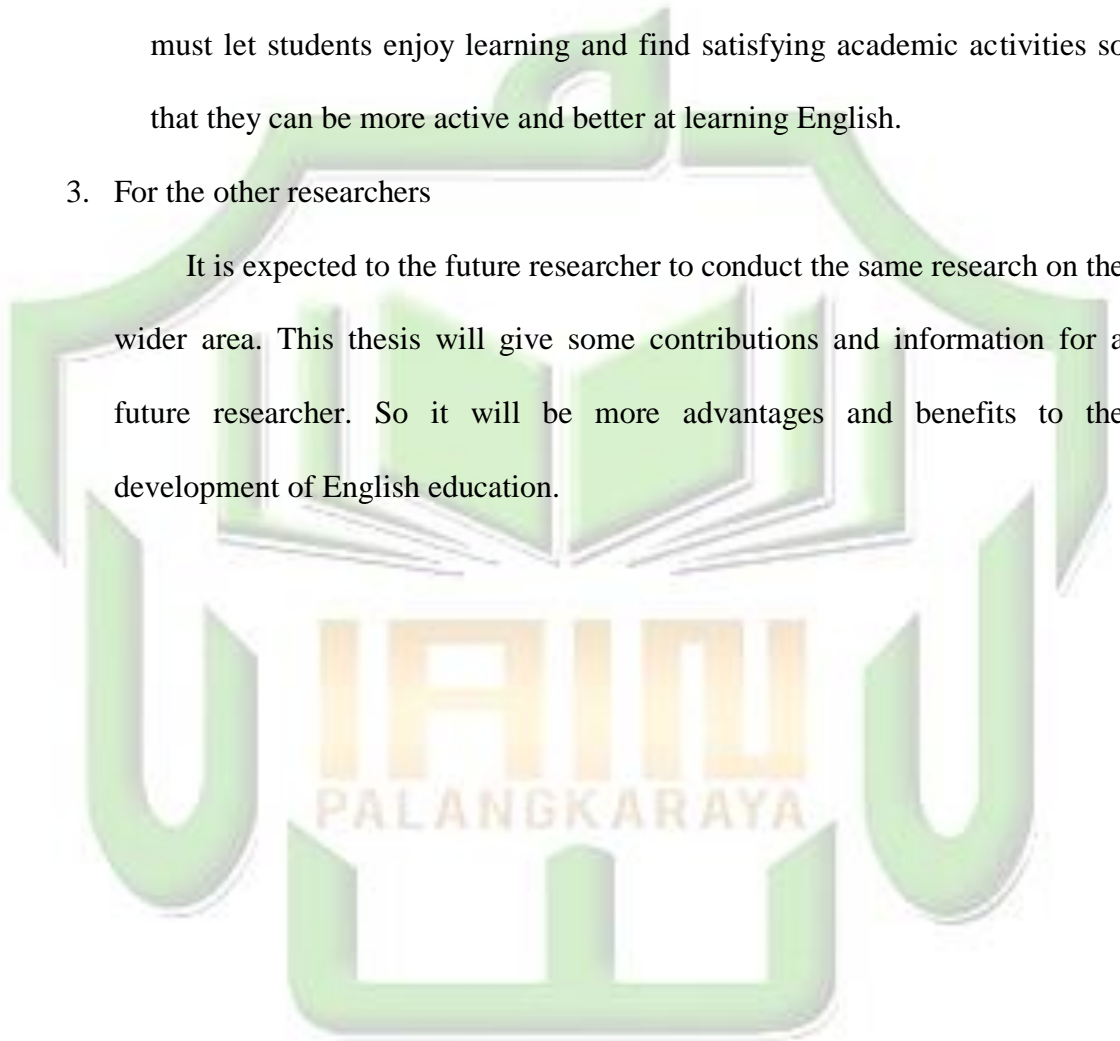 must let students enjoy learning and find satisfying academic activities so
that they can be more active and better at learning English.
3. For the other researchers
It is expected to the future researcher to conduct the same research on the
wider area. This thesis will give some contributions and information for a
future researcher. So it will be more advantages and benefits to the
development of English education.
IAIN
PALANGKARAYA